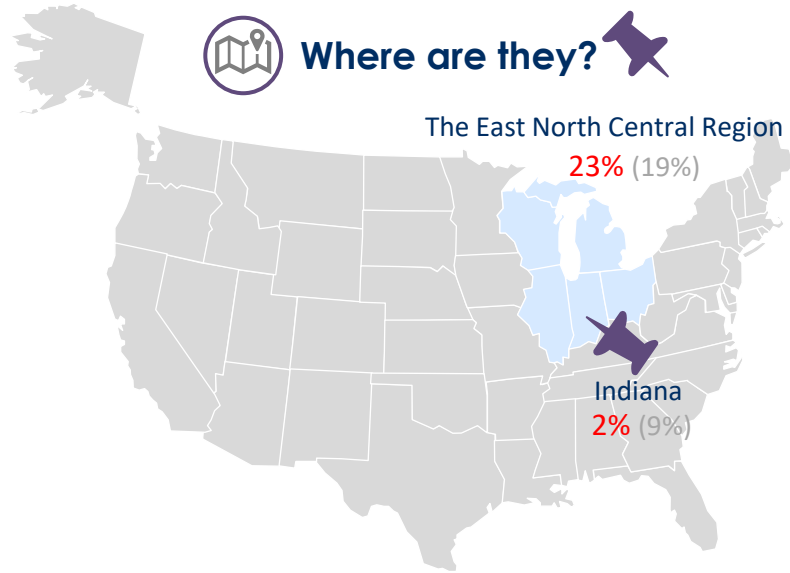 Where are they?
The East North Central Region
23% (19%)
Indiana
2% (9%)